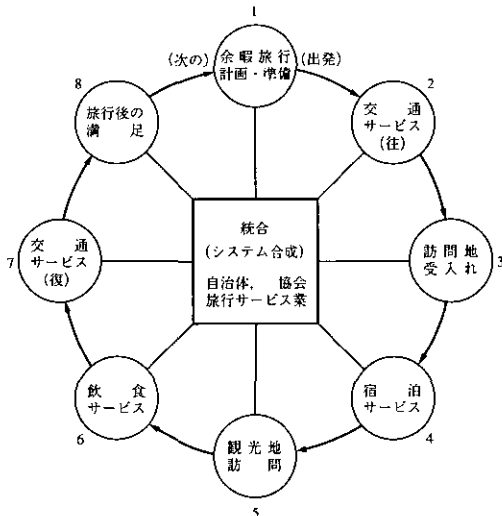 1
(次の)
余暇旅行
計画・準備
(出発)
2
交通
サービス
(往)
訪問地
受入れ
3
宿泊
サービス
4
観光地
訪問
5
飲食
サービス
6
交通
サービス
(復)
7
8
旅行後の
満足
統合
(システム合成)
自治体, 協会
旅行サービス業